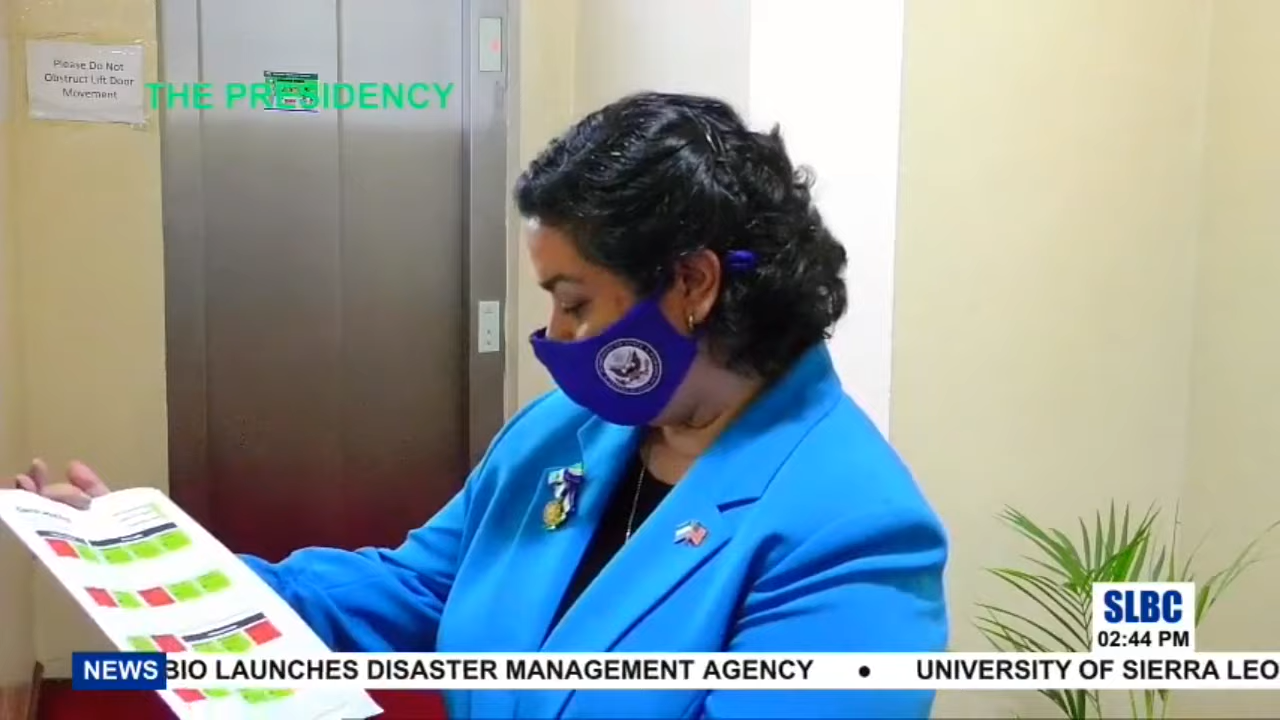 Please Do Not
Obstruct Lift Door
Movement
THE PRESIDENCY
SLBC
02:44 PM
NEWS BIO LAUNCHES DISASTER MANAGEMENT AGENCY • UNIVERSITY OF SIERRA LEO